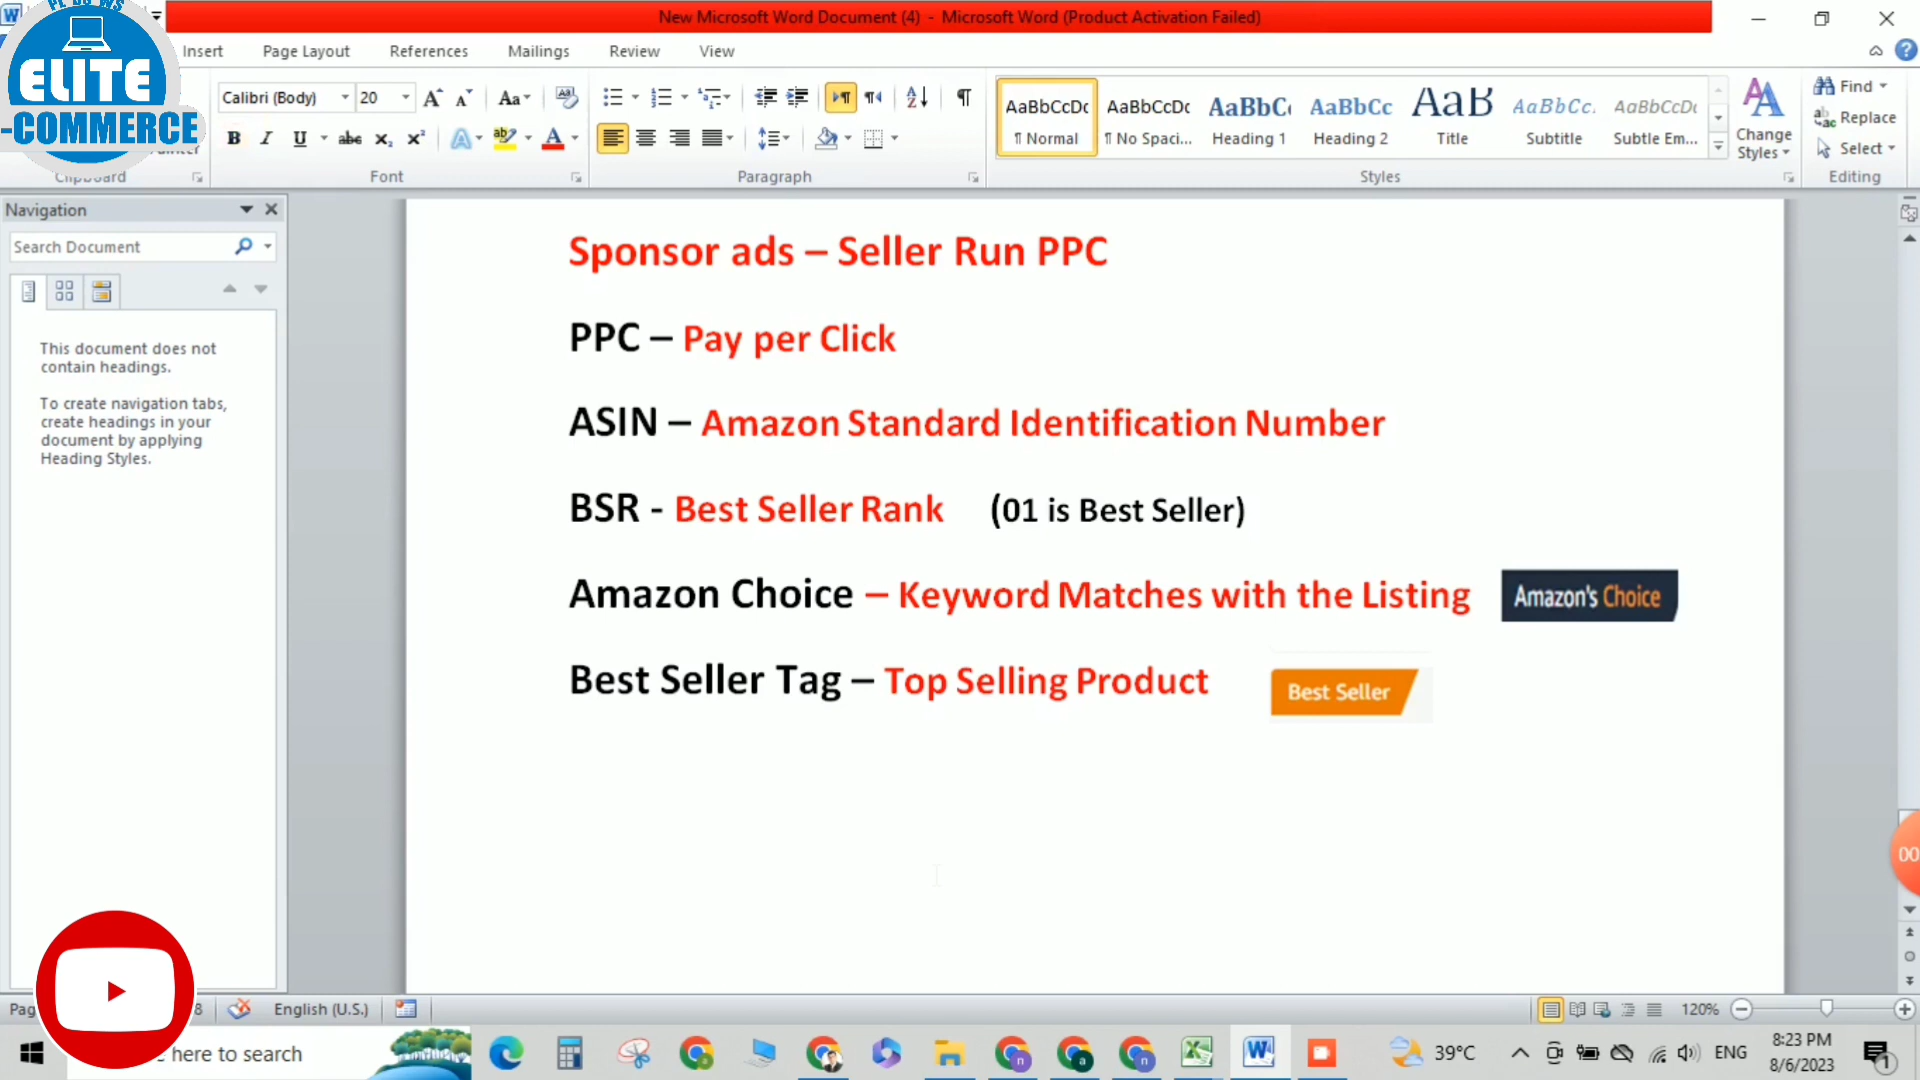 New Microsoft Word Document (4) - Microsoft Word (Product Activation Failed)
ELITE
-COMMERCE
Insert Page Layout References Mailings Review View
Calibri (Body) 20
Clipboard Font Paragraph Styles Editing
AaBbCcDc AaBbCcDc AaBbC AaBbCc AaB AaBbCc. AaBbCcDc
¶ Normal ¶ No Spaci... Heading 1 Heading 2 Title Subtitle Subtle Em...
Change Styles
Find
Replace
Select
Navigation
Search Document
This document does not
contain headings.
To create navigation tabs,
create headings in your
document by applying
Heading Styles.
Sponsor ads – Seller Run PPC
PPC – Pay per Click
ASIN – Amazon Standard Identification Number
BSR - Best Seller Rank (01 is Best Seller)
Amazon Choice – Keyword Matches with the Listing Amazon's Choice
Best Seller Tag – Top Selling Product Best Seller
00
8 English (U.S.) 120%
here to search
39°C ENG
8:23 PM
8/6/2023
1